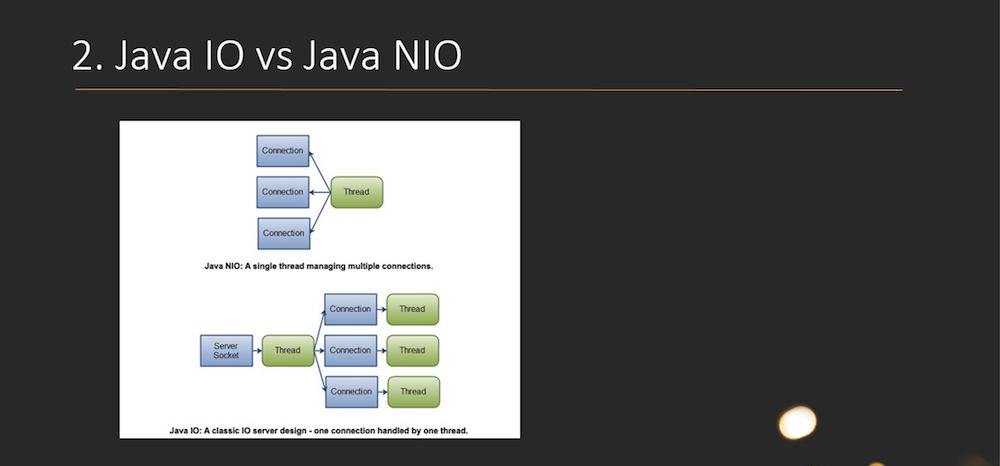 2. Java IO vs Java NIO
Connection
Connection
Thread
Connection
Java NIO: A single thread managing multiple connections.
Connection
Thread
Server
Socket
Thread
Connection
Thread
Connection
Thread
Java IO: A classic IO server design - one connection handled by one thread.